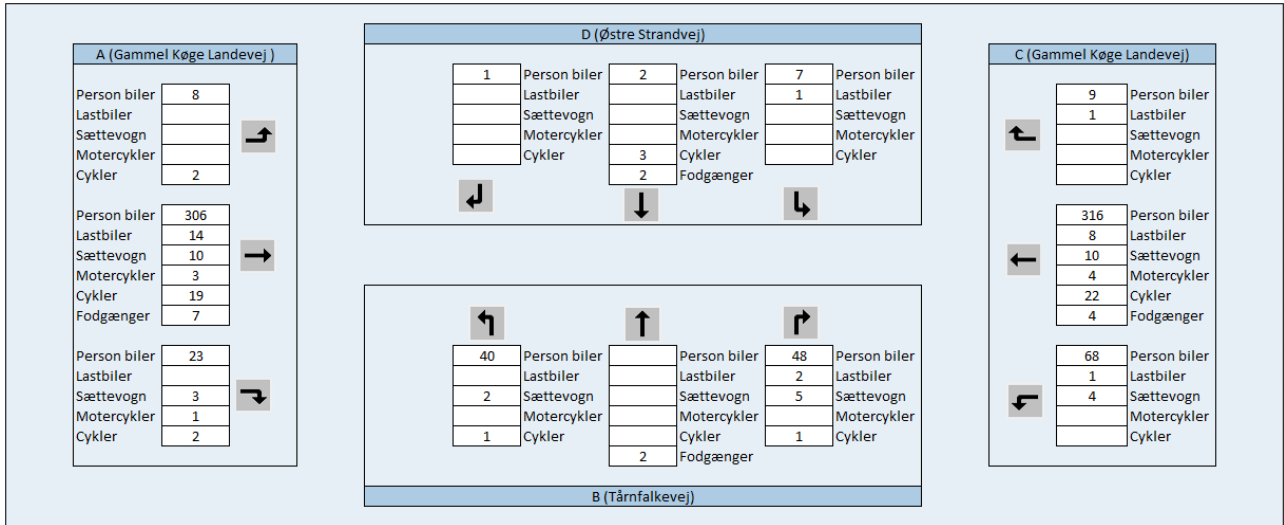 A (Gammel Køge Landevej )
Person biler 8
Lastbiler
Sættevogn
Motercykler
Cykler 2
Person biler 306
Lastbiler 14
Sættevogn 10
Motercykler 3
Cykler 19
Fodgænger 7
Person biler 23
Lastbiler
Sættevogn 3
Motercykler 1
Cykler 2
D (Østre Strandvej)
1 Person biler 2 Person biler 7 Person biler
Lastbiler Lastbiler 1 Lastbiler
Sættevogn Sættevogn Sættevogn
Motercykler Motercykler Motercykler
Cykler 3 Cykler Cykler
2 Fodgænger
40 Person biler Person biler 48 Person biler
Lastbiler Lastbiler 2 Lastbiler
2 Sættevogn Sættevogn 5 Sættevogn
Motercykler Motercykler Motercykler
1 Cykler Cykler 1 Cykler
2 Fodgænger
B (Tårnfalkevej)
C (Gammel Køge Landevej)
9 Person biler
1 Lastbiler
Sættevogn
Motercykler
Cykler
316 Person biler
8 Lastbiler
10 Sættevogn
4 Motercykler
22 Cykler
4 Fodgænger
68 Person biler
1 Lastbiler
4 Sættevogn
Motercykler
Cykler